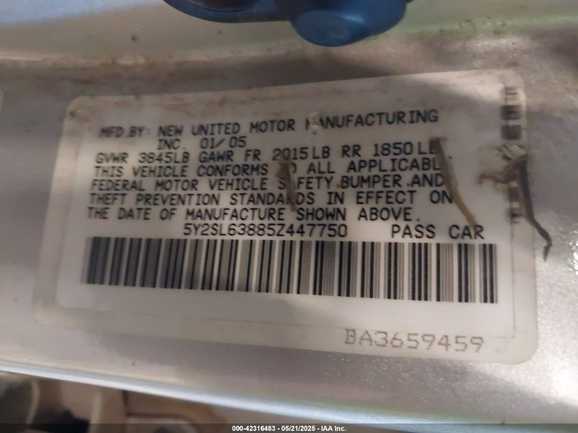 MFD.BY: NEW UNITED MOTOR MANUFACTURING
INC. 01/05
GVWR 3845LB GAWR FR 2015LB RR 1850LB
THIS VEHICLE CONFORMS TO ALL APPLICABLE
FEDERAL MOTOR VEHICLE SAFETY BUMPER AND
THEFT PREVENTION STANDARDS IN EFFECT ON
THE DATE OF MANUFACTURE SHOWN ABOVE.
5Y2SL63885Z447750 PASS CAR
BA3659459
000-42316483 - 05/21/2025 - IAA Inc.